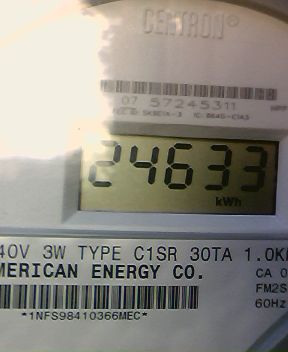 CENTRON®
07 57245311
24633
kWh
40V 3W TYPE C1SR 30TA 1.0K
MERICAN ENERGY CO.
CA 0
FM2S
60Hz
*1NFS98410366MEC*